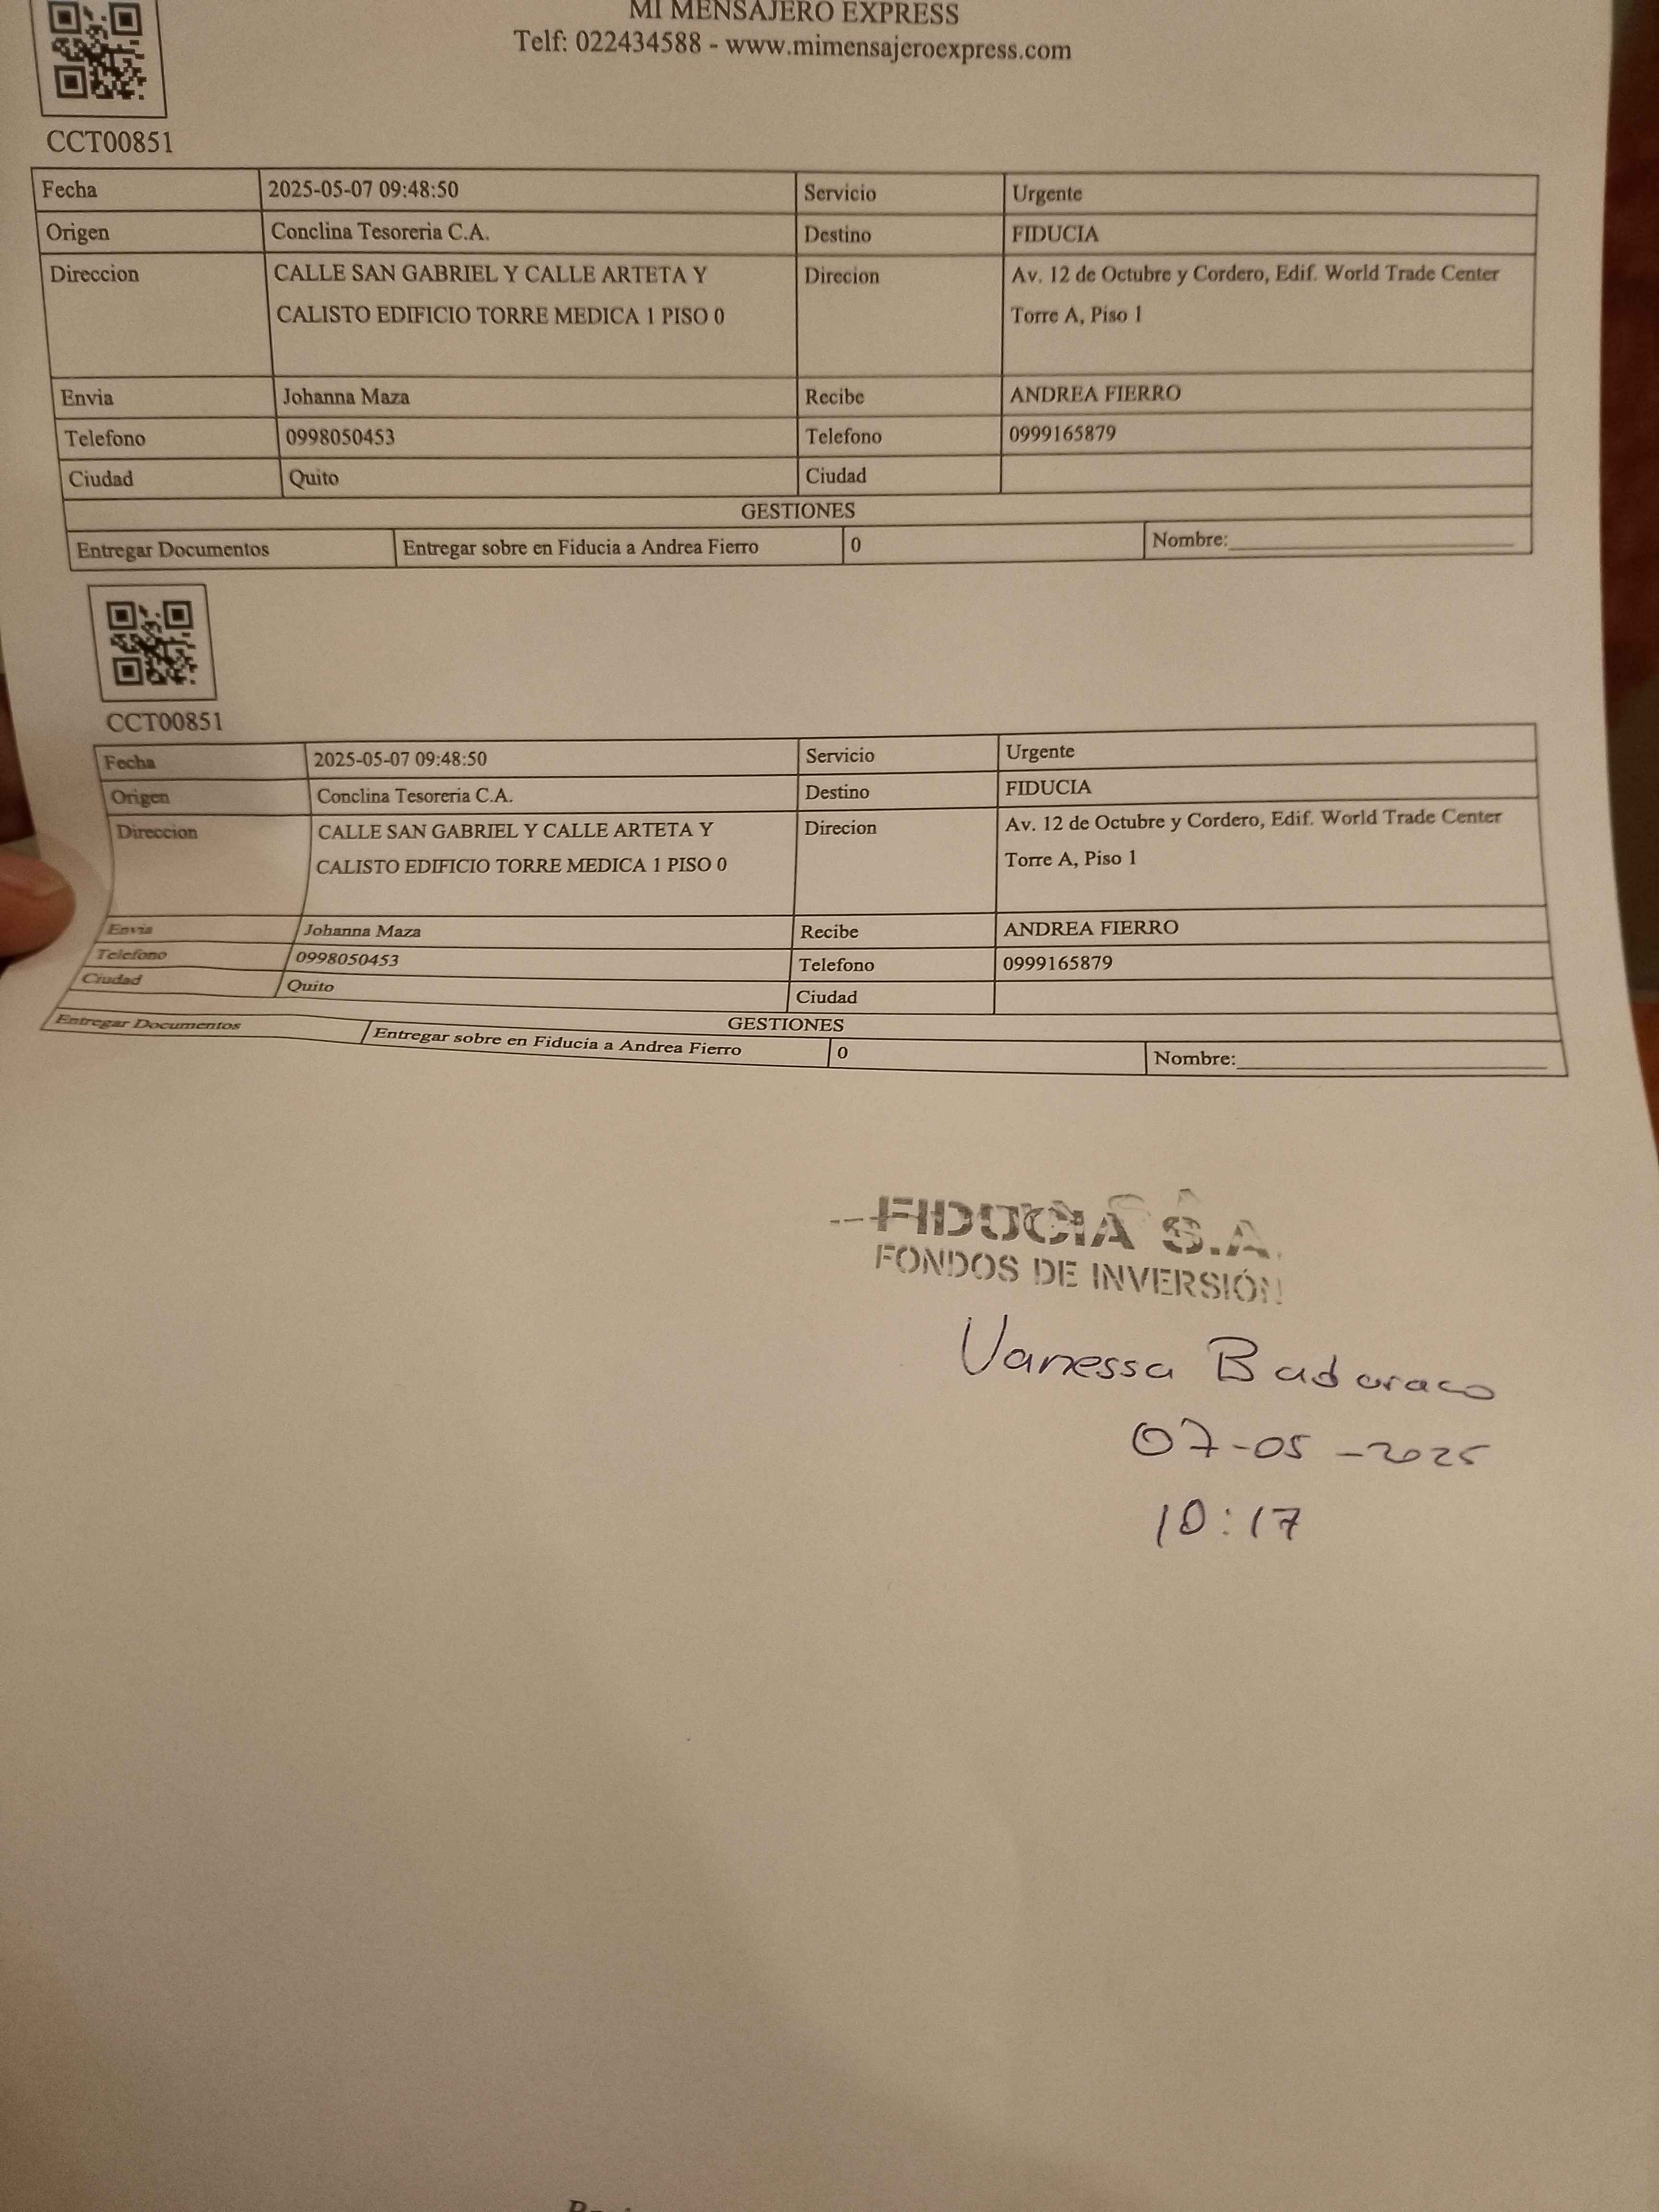 MI MENSAJERO EXPRESS
Telf: 022434588 - www.mimensajeroexpress.com
CCT00851
Fecha 2025-05-07 09:48:50 Servicio Urgente
Origen Conclina Tesoreria C.A. Destino FIDUCIA
Direccion CALLE SAN GABRIEL Y CALLE ARTETA Y Direcion Av. 12 de Octubre y Cordero, Edif. World Trade Center
CALISTO EDIFICIO TORRE MEDICA 1 PISO 0 Torre A, Piso 1
Envia Johanna Maza Recibe ANDREA FIERRO
Telefono 0998050453 Telefono 0999165879
Ciudad Quito Ciudad
GESTIONES
Entregar Documentos Entregar sobre en Fiducia a Andrea Fierro 0 Nombre:
CCT00851
Fecha 2025-05-07 09:48:50 Servicio Urgente
Origen Conclina Tesoreria C.A. Destino FIDUCIA
Direccion CALLE SAN GABRIEL Y CALLE ARTETA Y Direcion Av. 12 de Octubre y Cordero, Edif. World Trade Center
CALISTO EDIFICIO TORRE MEDICA 1 PISO 0 Torre A, Piso 1
Envia Johanna Maza Recibe ANDREA FIERRO
Telefono 0998050453 Telefono 0999165879
Ciudad Quito Ciudad
GESTIONES
Entregar Documentos Entregar sobre en Fiducia a Andrea Fierro 0 Nombre:
FIDUCIA S.A.
FONDOS DE INVERSIÓN
Vanessa Badaraco
07-05-2025
10:17